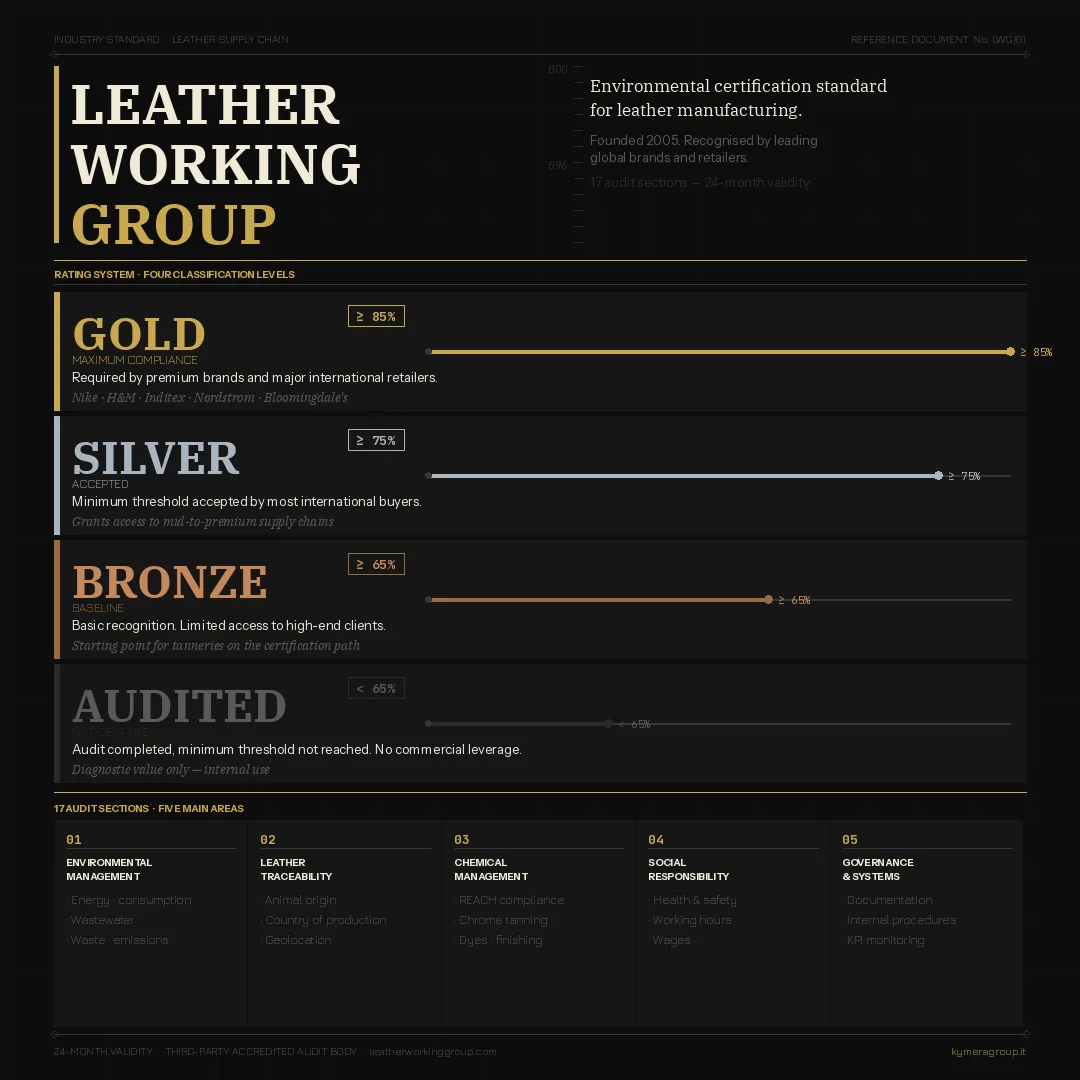 INDUSTRY STANDARD · LEATHER SUPPLY CHAIN
REFERENCE DOCUMENT No. LWG/01
LEATHER
WORKING
GROUP
800
896
Environmental certification standard
for leather manufacturing.
Founded 2005. Recognised by leading
global brands and retailers.
17 audit sections — 24-month validity.
RATING SYSTEM · FOUR CLASSIFICATION LEVELS
GOLD
≥ 85%
MAXIMUM COMPLIANCE
≥ 85%
Required by premium brands and major international retailers.
Nike · H&M · Inditex · Nordstrom · Bloomingdale's
SILVER
≥ 75%
ACCEPTED
≥ 75%
Minimum threshold accepted by most international buyers.
Grants access to mid-to-premium supply chains
BRONZE
≥ 65%
BASELINE
≥ 65%
Basic recognition. Limited access to high-end clients.
Starting point for tanneries on the certification path
AUDITED
< 65%
NOT CERTIFIED
< 65%
Audit completed, minimum threshold not reached. No commercial leverage.
Diagnostic value only — internal use
17 AUDIT SECTIONS · FIVE MAIN AREAS
01
ENVIRONMENTAL
MANAGEMENT
· Energy · consumption
· Wastewater
· Waste · emissions
02
LEATHER
TRACEABILITY
· Animal origin
· Country of production
· Geolocation
03
CHEMICAL
MANAGEMENT
· REACH compliance
· Chrome tanning
· Dyes · finishing
04
SOCIAL
RESPONSIBILITY
· Health & safety
· Working hours
· Wages
05
GOVERNANCE
& SYSTEMS
· Documentation
· Internal procedures
· KPI monitoring
24-MONTH VALIDITY · THIRD-PARTY ACCREDITED AUDIT BODY · leatherworkinggroup.com
kymeragroup.it